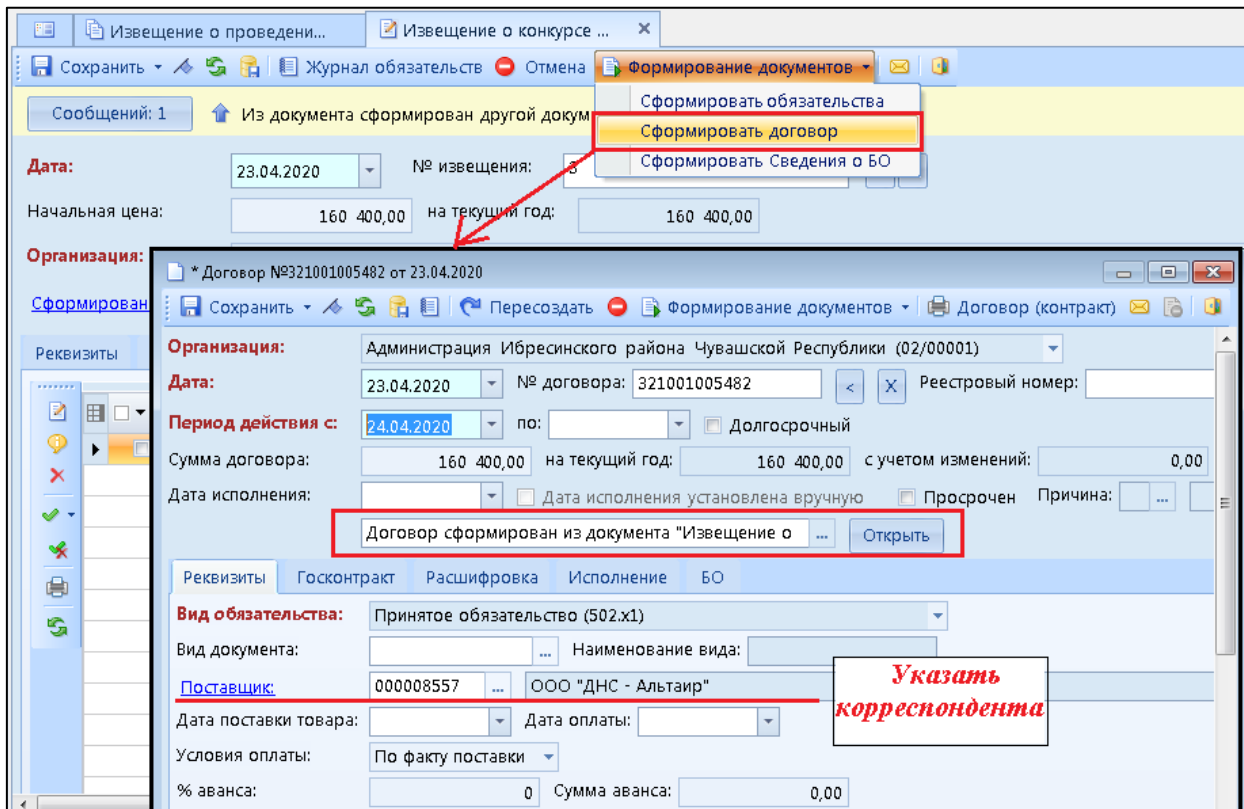 Извещение о проведени... Извещение о конкурсе ...
Сохранить Журнал обязательств Отмена Формирование документов
Сформировать обязательства
Сообщений: 1 Из документа сформирован другой докум
Сформировать договор
Сформировать Сведения о БО
Дата: 23.04.2020 № извещения: 3
Начальная цена: 160 400,00 на текущий год: 160 400,00
Организация:
* Договор №321001005482 от 23.04.2020
Сформирован
Сохранить Пересоздать Формирование документов Договор (контракт)
Реквизиты
Организация: Администрация Ибресинского района Чувашской Республики (02/00001)
Дата: 23.04.2020 № договора: 321001005482 < X Реестровый номер:
Период действия с: 24.04.2020 по: Долгосрочный
Сумма договора: 160 400,00 на текущий год: 160 400,00 с учетом изменений: 0,00
Дата исполнения: Дата исполнения установлена вручную Просрочен Причина: ...
Договор сформирован из документа "Извещение о ... Открыть
Реквизиты Госконтракт Расшифровка Исполнение БО
Вид обязательства: Принятое обязательство (502.x1)
Вид документа: ... Наименование вида:
Поставщик: 000008557 ... ООО "ДНС - Альтаир"
Указать
корреспондента
Дата поставки товара: Дата оплаты:
Условия оплаты: По факту поставки
% аванса: 0 Сумма аванса: 0,00